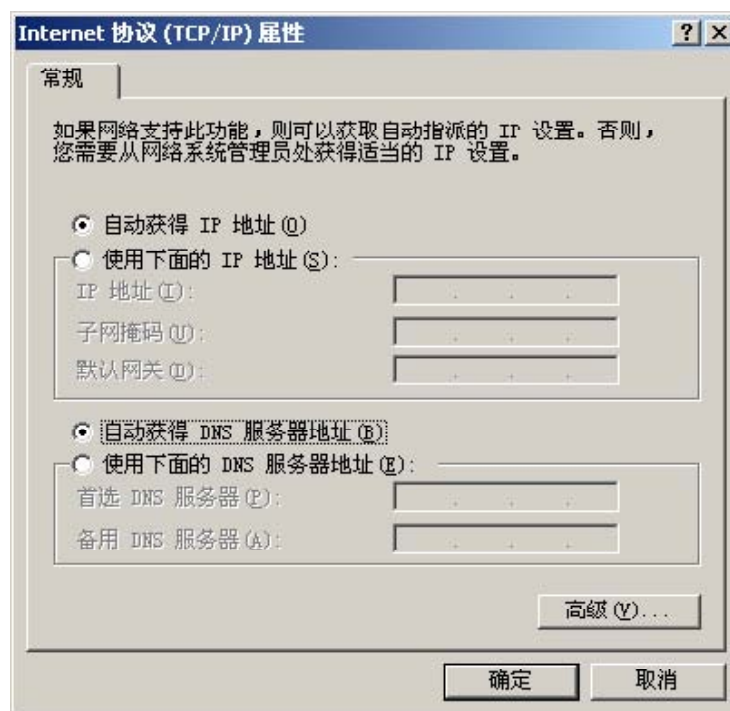 Internet 协议 (TCP/IP) 属性
常规
如果网络支持此功能，则可以获取自动指派的 IP 设置。否则，
您需要从网络系统管理员处获得适当的 IP 设置。
自动获得 IP 地址(O)
使用下面的 IP 地址(S):
IP 地址(I):
子网掩码(U):
默认网关(D):
自动获得 DNS 服务器地址(B)
使用下面的 DNS 服务器地址(E):
首选 DNS 服务器(P):
备用 DNS 服务器(A):
高级(V)...
确定
取消